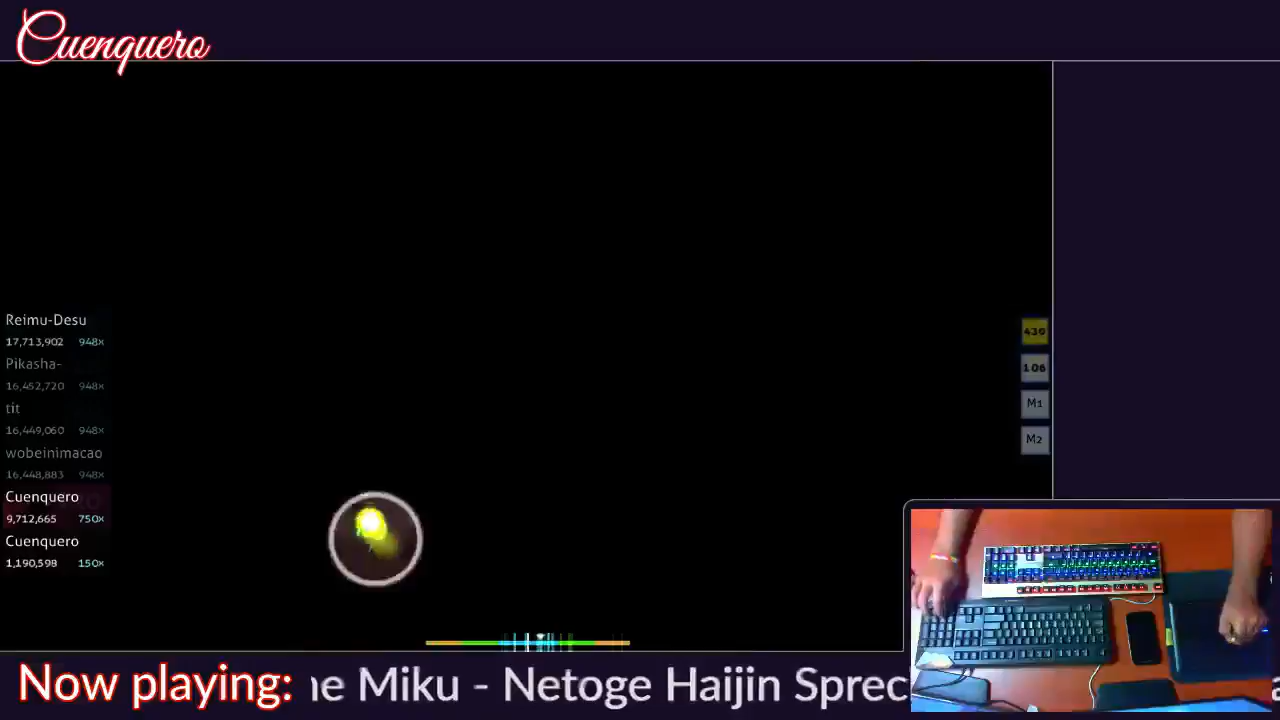 Cuenquero
Reimu-Desu
17,713,902 948x
Pikasha-
16,452,720 948x
tit
16,449,060 948x
wobeinimacao
16,448,883 948x
Cuenquero
9,712,665 750x
Cuenquero
1,190,598 150x
430
106
M1
M2
Now playing: ne Miku - Netoge Haijin Sprec